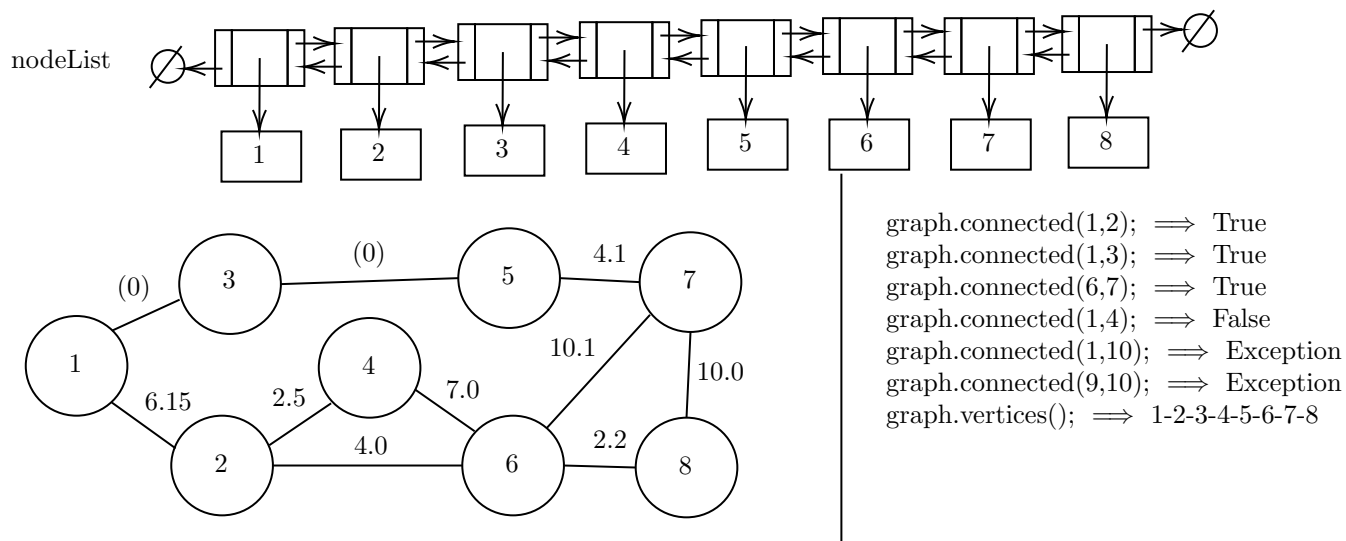 nodeList
1 2 3 4 5 6 7 8
graph.connected(1,2); ⟹ True
graph.connected(1,3); ⟹ True
graph.connected(6,7); ⟹ True
graph.connected(1,4); ⟹ False
graph.connected(1,10); ⟹ Exception
graph.connected(9,10); ⟹ Exception
graph.vertices(); ⟹ 1-2-3-4-5-6-7-8
(0)
4.1
3
5
7
(0)
10.1
1
4
10.0
6.15
2.5
7.0
4.0
2.2
2
6
8